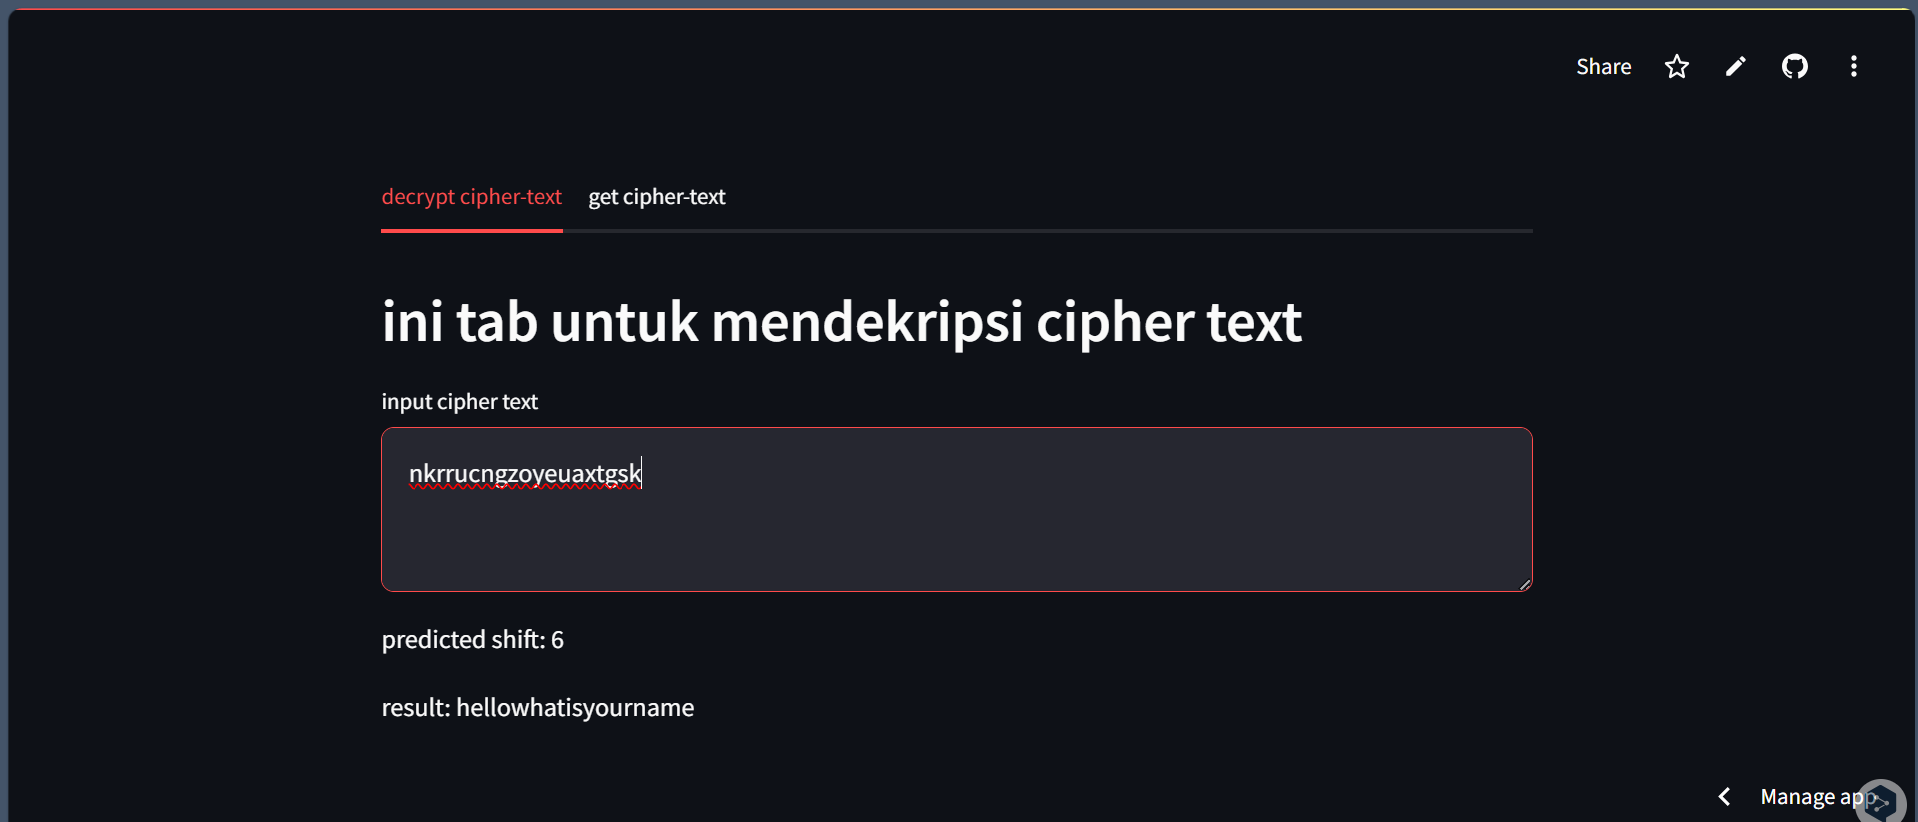 Share
decrypt cipher-text get cipher-text
ini tab untuk mendekripsi cipher text
input cipher text
nkrrucngzoyeuaxtgsk
predicted shift: 6
result: hellowhatisyourname
Manage app